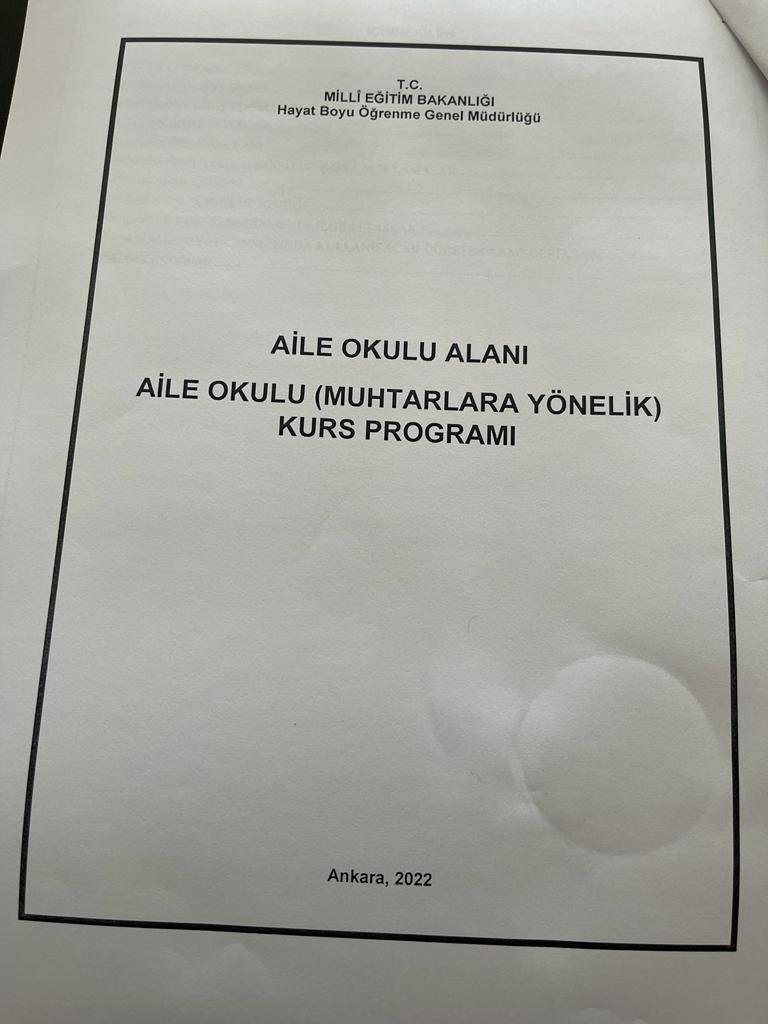 T.C.
MİLLÎ EĞİTİM BAKANLIĞI
Hayat Boyu Öğrenme Genel Müdürlüğü
AİLE OKULU ALANI
AİLE OKULU (MUHTARLARA YÖNELİK)
KURS PROGRAMI
Ankara, 2022